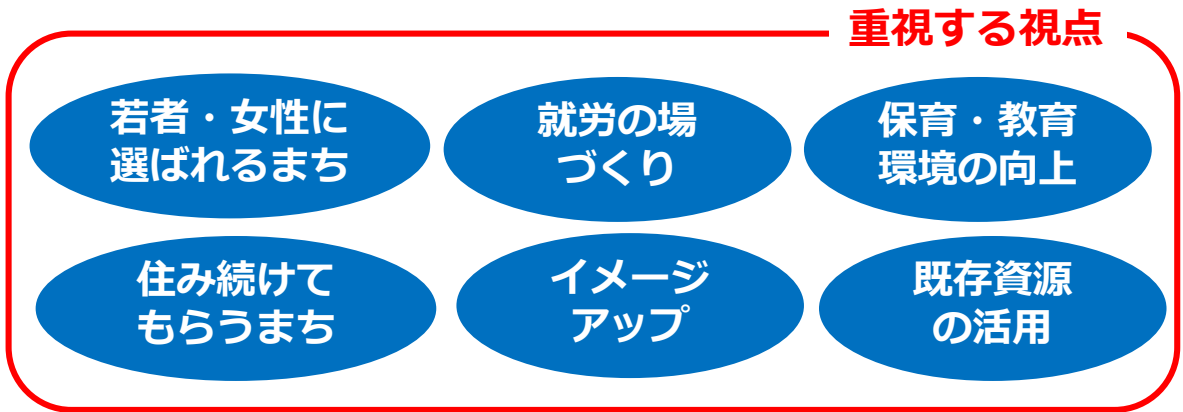 重視する視点
若者・女性に
選ばれるまち
就労の場
づくり
保育・教育
環境の向上
住み続けて
もらうまち
イメージ
アップ
既存資源
の活用